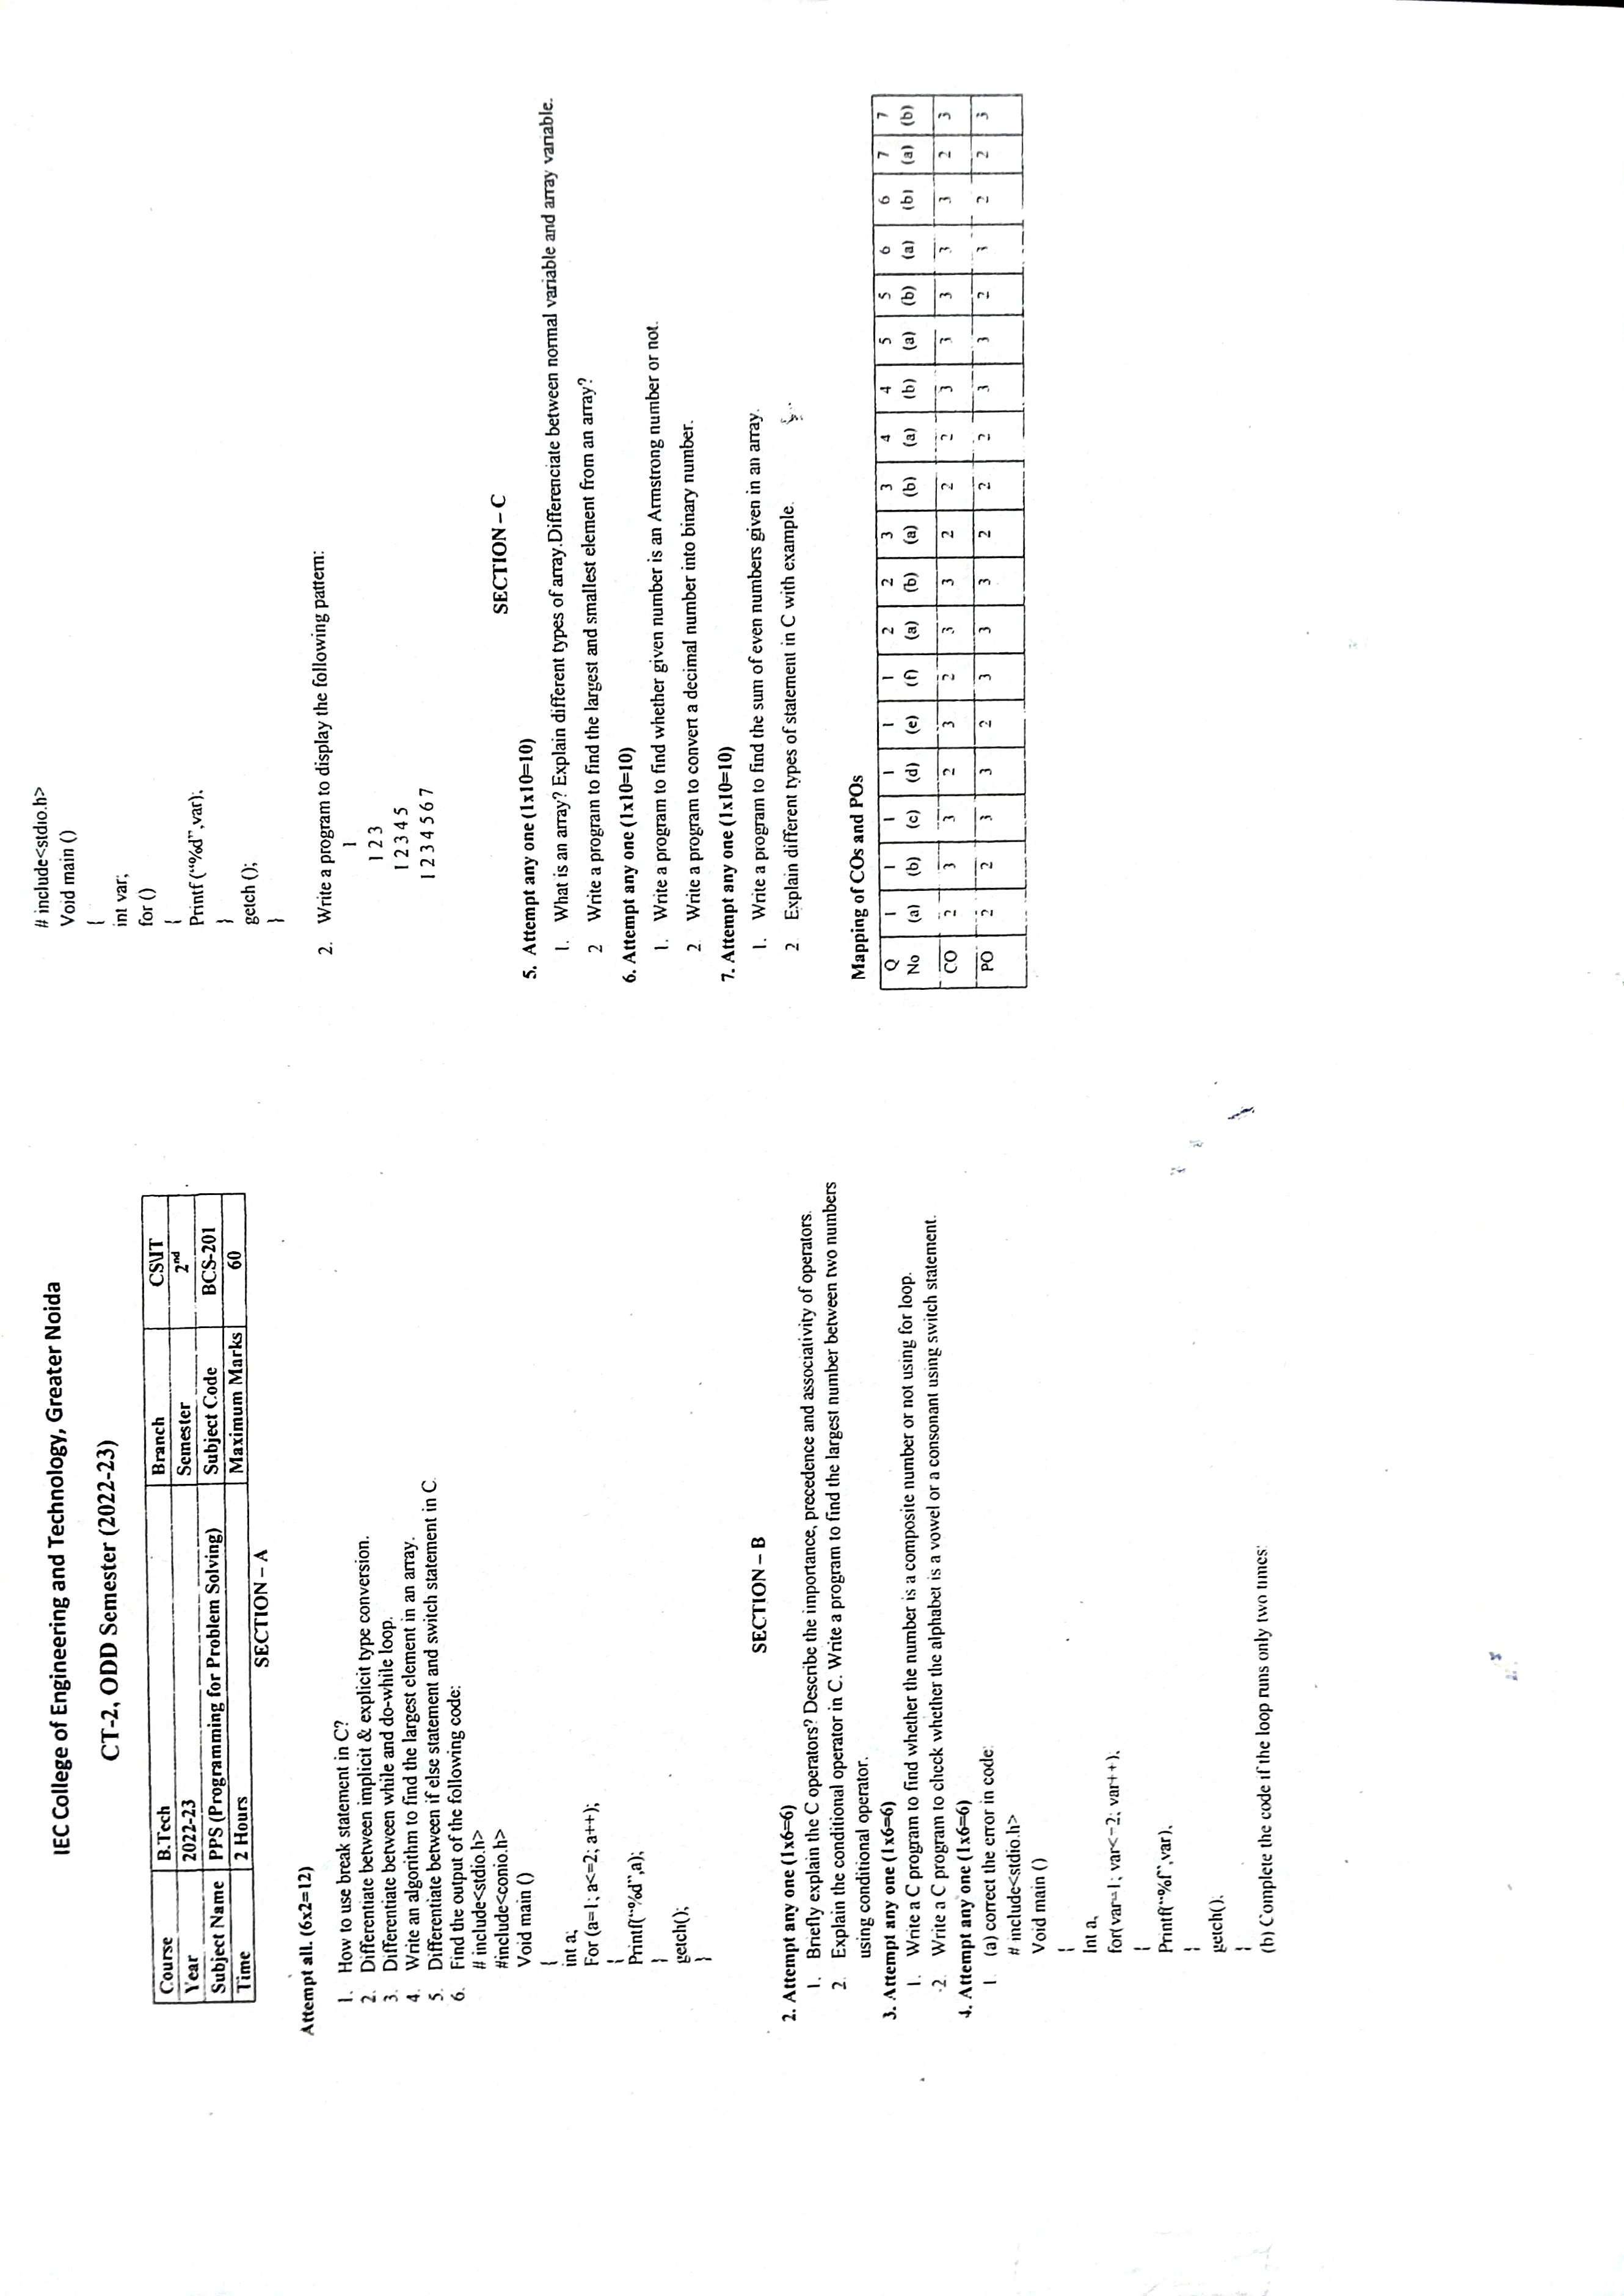 IEC College of Engineering and Technology, Greater Noida
CT-2, ODD Semester (2022-23)
Course B.Tech Branch CS\IT
Year 2022-23 Semester 2nd
Subject Name PPS (Programming for Problem Solving) Subject Code BCS-201
Time 2 Hours Maximum Marks 60
SECTION – A
Attempt all. (6x2=12)
1. How to use break statement in C?
2. Differentiate between implicit & explicit type conversion.
3. Differentiate between while and do-while loop.
4. Write an algorithm to find the largest element in an array.
5. Differentiate between if else statement and switch statement in C.
6. Find the output of the following code:
# include<stdio.h>
#include<conio.h>
Void main ()
{
int a;
For (a=1; a<=2; a++);
{
Printf("%d",a);
}
getch();
}
SECTION – B
2. Attempt any one (1x6=6)
1. Briefly explain the C operators? Describe the importance, precedence and associativity of operators.
2. Explain the conditional operator in C. Write a program to find the largest number between two numbers
using conditional operator.
3. Attempt any one (1x6=6)
1. Write a C program to find whether the number is a composite number or not using for loop.
2. Write a C program to check whether the alphabet is a vowel or a consonant using switch statement.
4. Attempt any one (1x6=6)
1. (a) correct the error in code:
# include<stdio.h>
Void main ()
{
Int a,
for(var=1; var<-2; var++),
{
Printf("%f",var),
}
getch().
}
(b) Complete the code if the loop runs only two times:
# include<stdio.h>
Void main ()
{
int var;
for ()
{
Printf ("%d",var);
}
getch ();
}
2. Write a program to display the following pattern:
1
1 2 3
1 2 3 4 5
1 2 3 4 5 6 7
SECTION – C
5. Attempt any one (1x10=10)
1. What is an array? Explain different types of array.Differenciate between normal variable and array variable.
2 Write a program to find the largest and smallest element from an array?
6. Attempt any one (1x10=10)
1. Write a program to find whether given number is an Armstrong number or not.
2 Write a program to convert a decimal number into binary number.
7. Attempt any one (1x10=10)
1. Write a program to find the sum of even numbers given in an array.
2 Explain different types of statement in C with example.
Mapping of COs and POs
Q 1 1 1 1 1 1 2 2 3 3 4 4 5 5 6 6 7 7
No (a) (b) (c) (d) (e) (f) (a) (b) (a) (b) (a) (b) (a) (b) (a) (b) (a) (b)
CO 2 3 3 2 3 2 3 3 2 2 2 3 3 3 3 3 2 3
PO 2 2 3 3 2 3 3 3 2 2 2 3 3 2 3 2 2 3